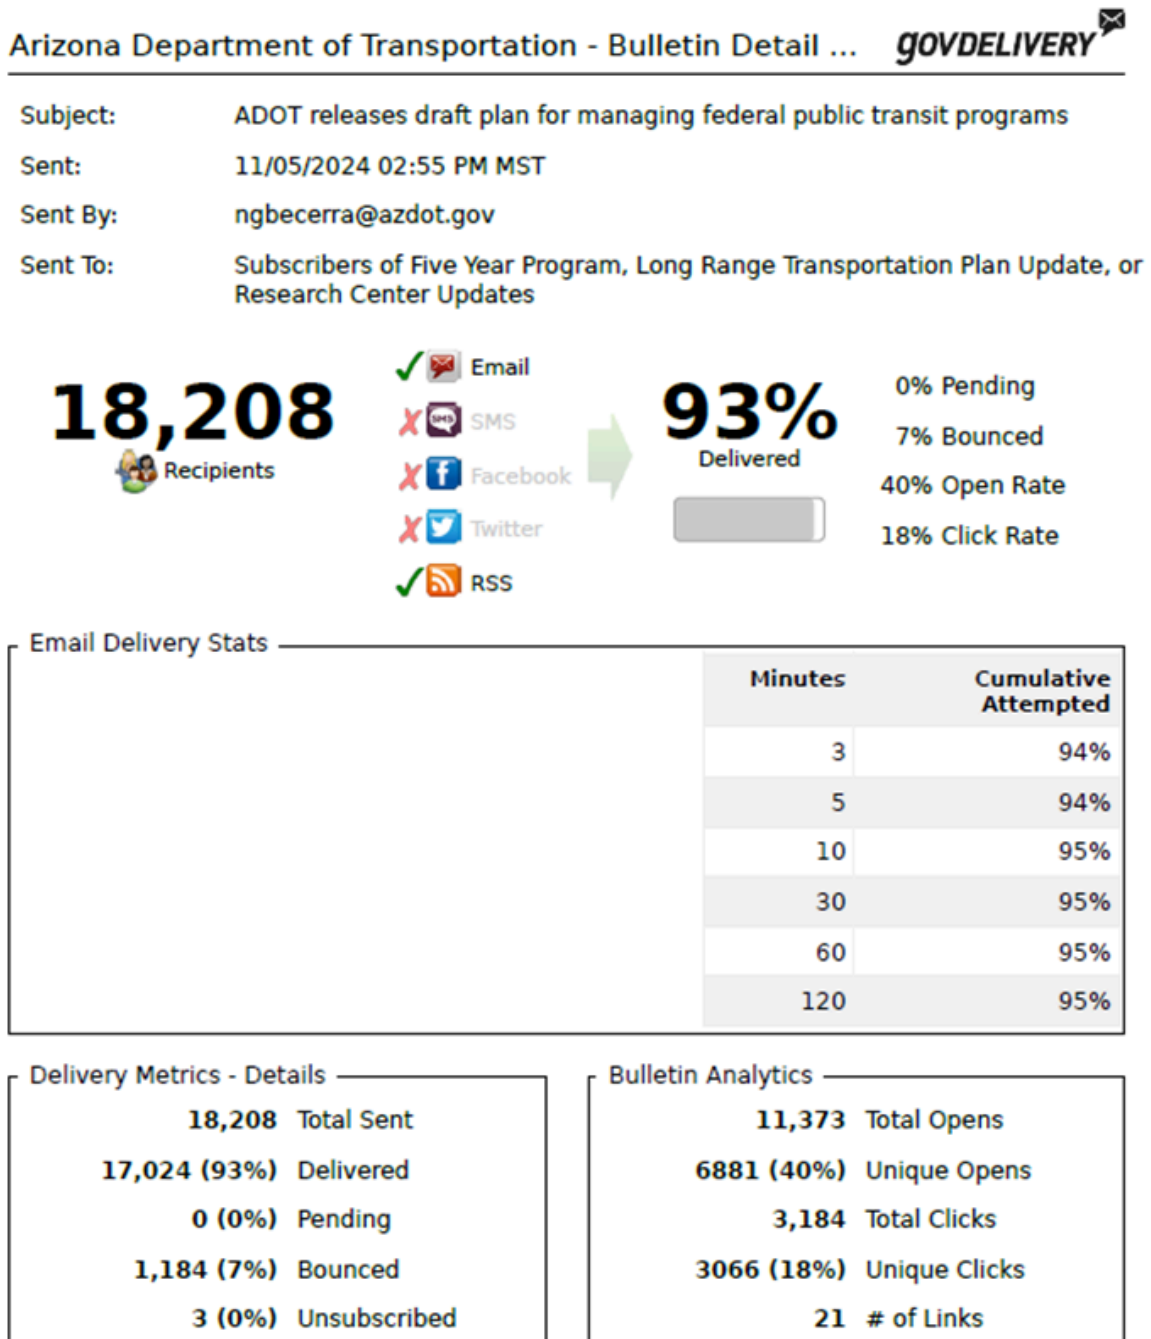 Arizona Department of Transportation - Bulletin Detail ...
GOVDELIVERY
Subject: ADOT releases draft plan for managing federal public transit programs
Sent: 11/05/2024 02:55 PM MST
Sent By: ngbecerra@azdot.gov
Sent To: Subscribers of Five Year Program, Long Range Transportation Plan Update, or
Research Center Updates
18,208
Recipients
Email
SMS
Facebook
Twitter
RSS
93%
Delivered
0% Pending
7% Bounced
40% Open Rate
18% Click Rate
Email Delivery Stats
Minutes Cumulative
Attempted
3 94%
5 94%
10 95%
30 95%
60 95%
120 95%
Delivery Metrics - Details
18,208 Total Sent
17,024 (93%) Delivered
0 (0%) Pending
1,184 (7%) Bounced
3 (0%) Unsubscribed
Bulletin Analytics
11,373 Total Opens
6881 (40%) Unique Opens
3,184 Total Clicks
3066 (18%) Unique Clicks
21 # of Links